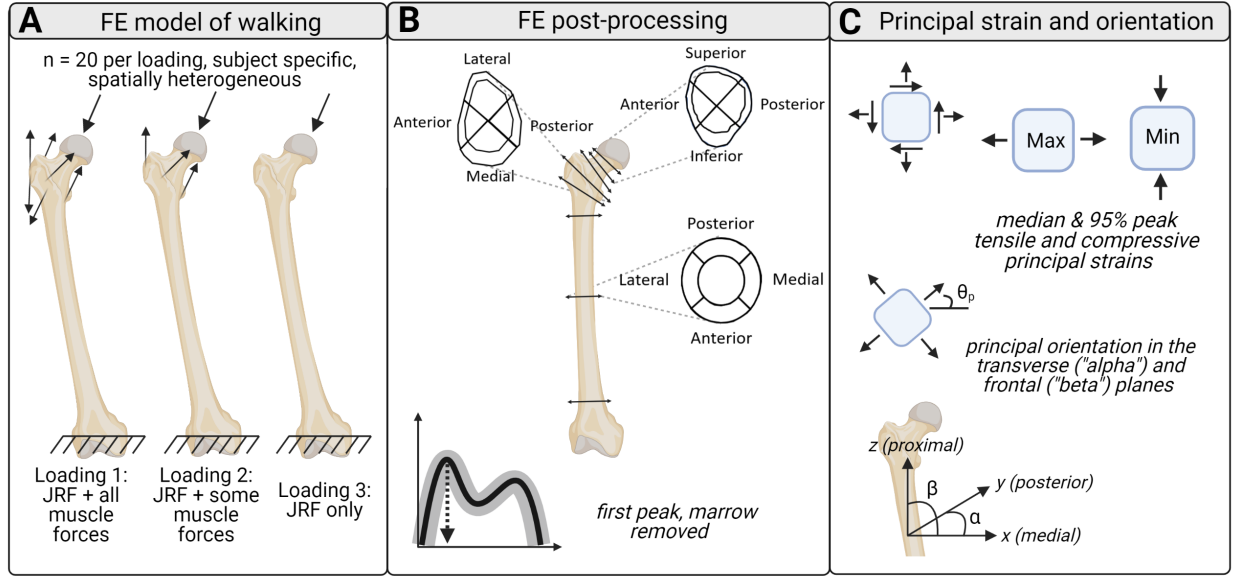 A
FE model of walking
n = 20 per loading, subject specific,
spatially heterogeneous
Loading 1:
JRF + all
muscle
forces
Loading 2:
JRF + some
muscle
forces
Loading 3:
JRF only
B
FE post-processing
Lateral
Anterior
Posterior
Medial
Superior
Anterior
Posterior
Inferior
Posterior
Lateral
Medial
Anterior
first peak, marrow
removed
C
Principal strain and orientation
Max
Min
median & 95% peak
tensile and compressive
principal strains
θp
principal orientation in the
transverse ("alpha") and
frontal ("beta") planes
z (proximal)
β
y (posterior)
α
x (medial)